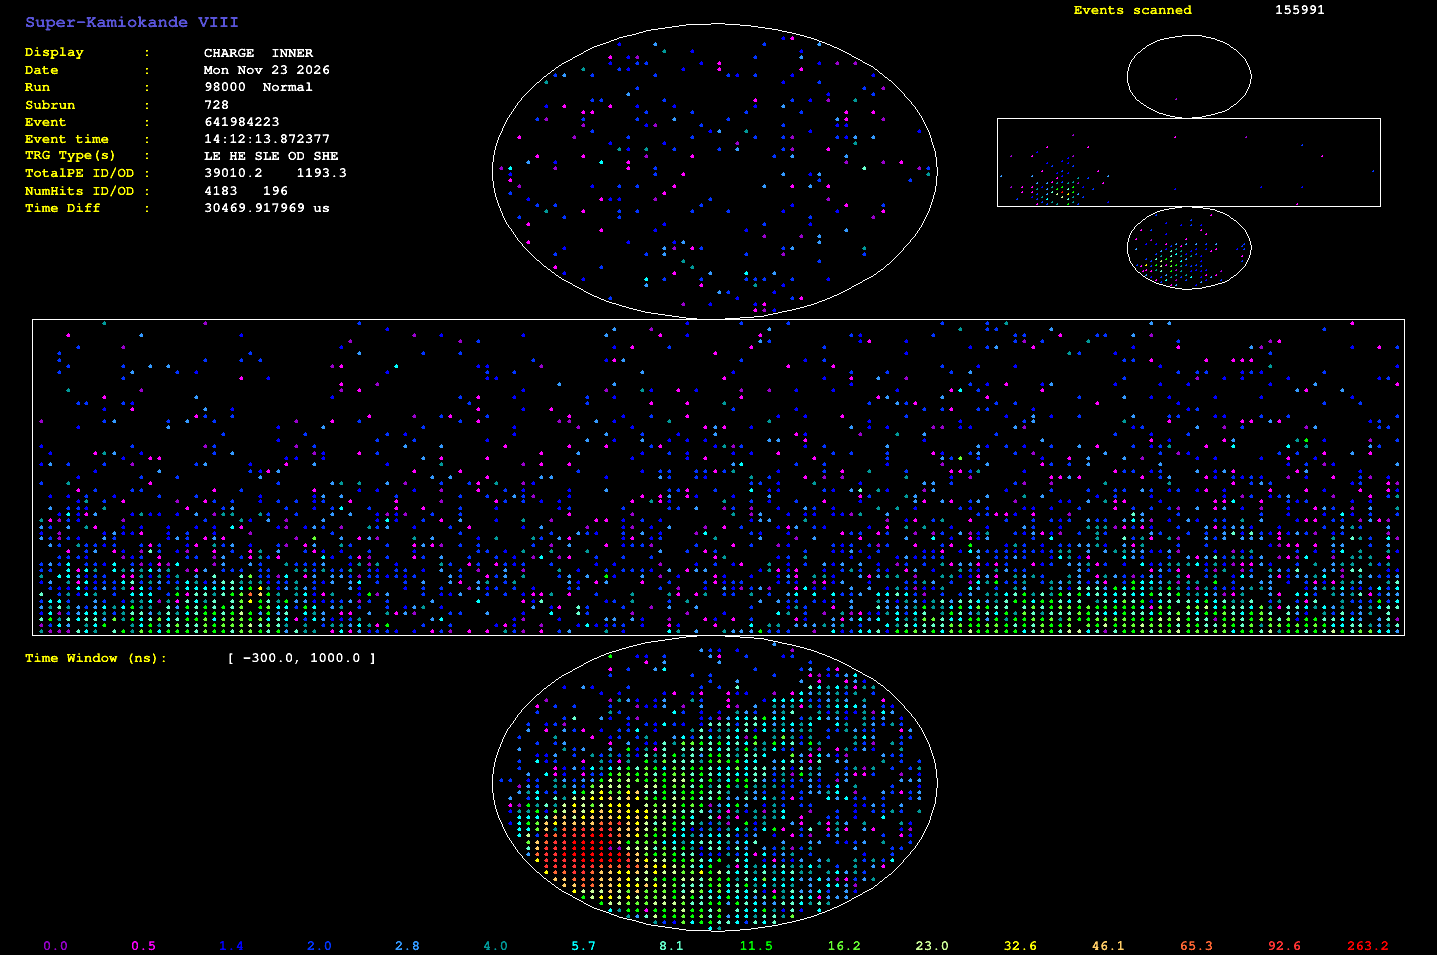 Super-Kamiokande VIII
Events scanned 155991
Display : CHARGE INNER
Date : Mon Nov 23 2026
Run : 98000 Normal
Subrun : 728
Event : 641984223
Event time : 14:12:13.872377
TRG Type(s) : LE HE SLE OD SHE
TotalPE ID/OD : 39010.2 1193.3
NumHits ID/OD : 4183 196
Time Diff : 30469.917969 us
Time Window (ns): [ -300.0, 1000.0 ]
0.0 0.5 1.4 2.0 2.8 4.0 5.7 8.1 11.5 16.2 23.0 32.6 46.1 65.3 92.6 263.2